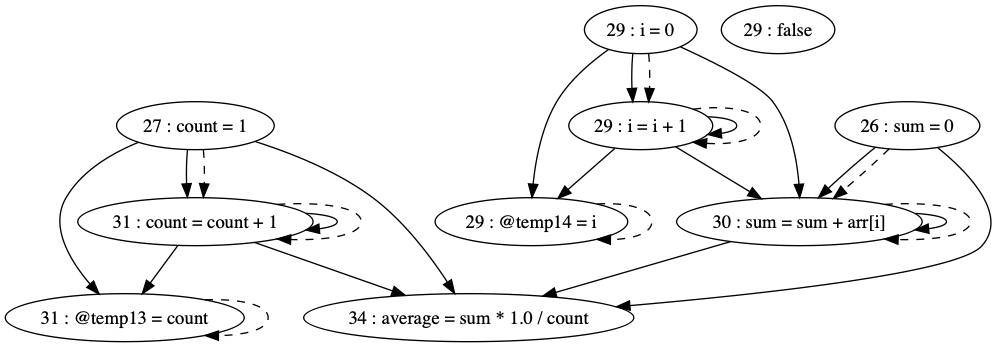 29 : i = 0
29 : false
27 : count = 1
29 : i = i + 1
26 : sum = 0
31 : count = count + 1
29 : @temp14 = i
30 : sum = sum + arr[i]
31 : @temp13 = count
34 : average = sum * 1.0 / count